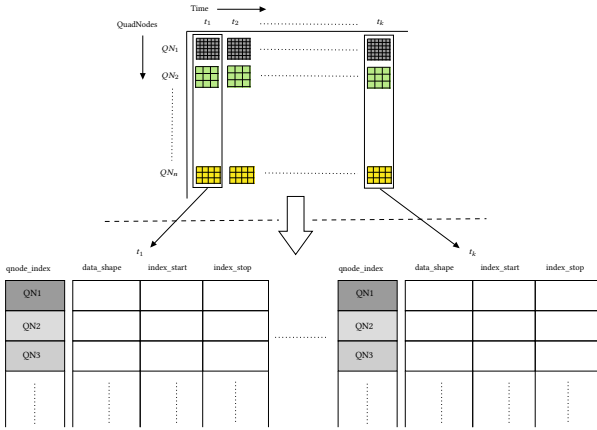 Time
QuadNodes
t1 t2 tk
QN1
QN2
QNn
t1 tk
qnode_index data_shape index_start index_stop qnode_index data_shape index_start index_stop
QN1 QN1
QN2 QN2
QN3 QN3